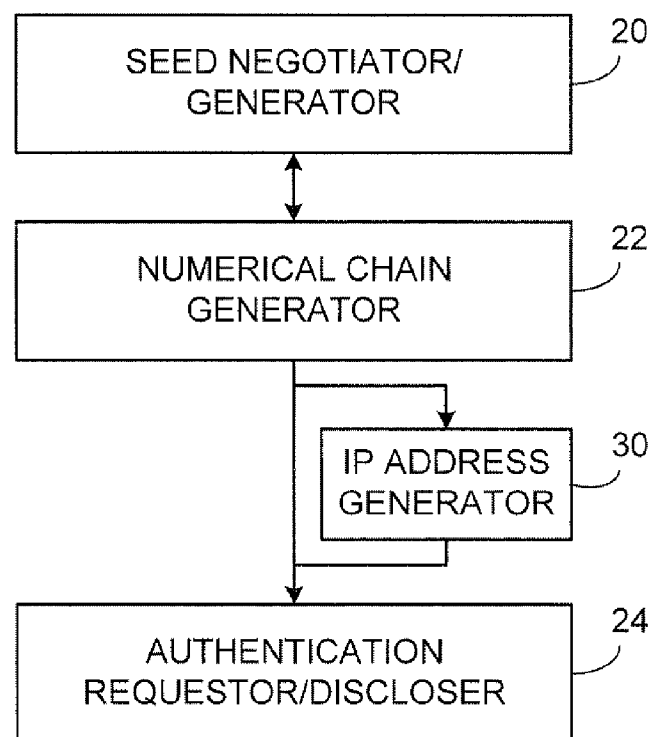 SEED NEGOTIATOR/
GENERATOR
20
NUMERICAL CHAIN
GENERATOR
22
IP ADDRESS
GENERATOR
30
AUTHENTICATION
REQUESTOR/DISCLOSER
24